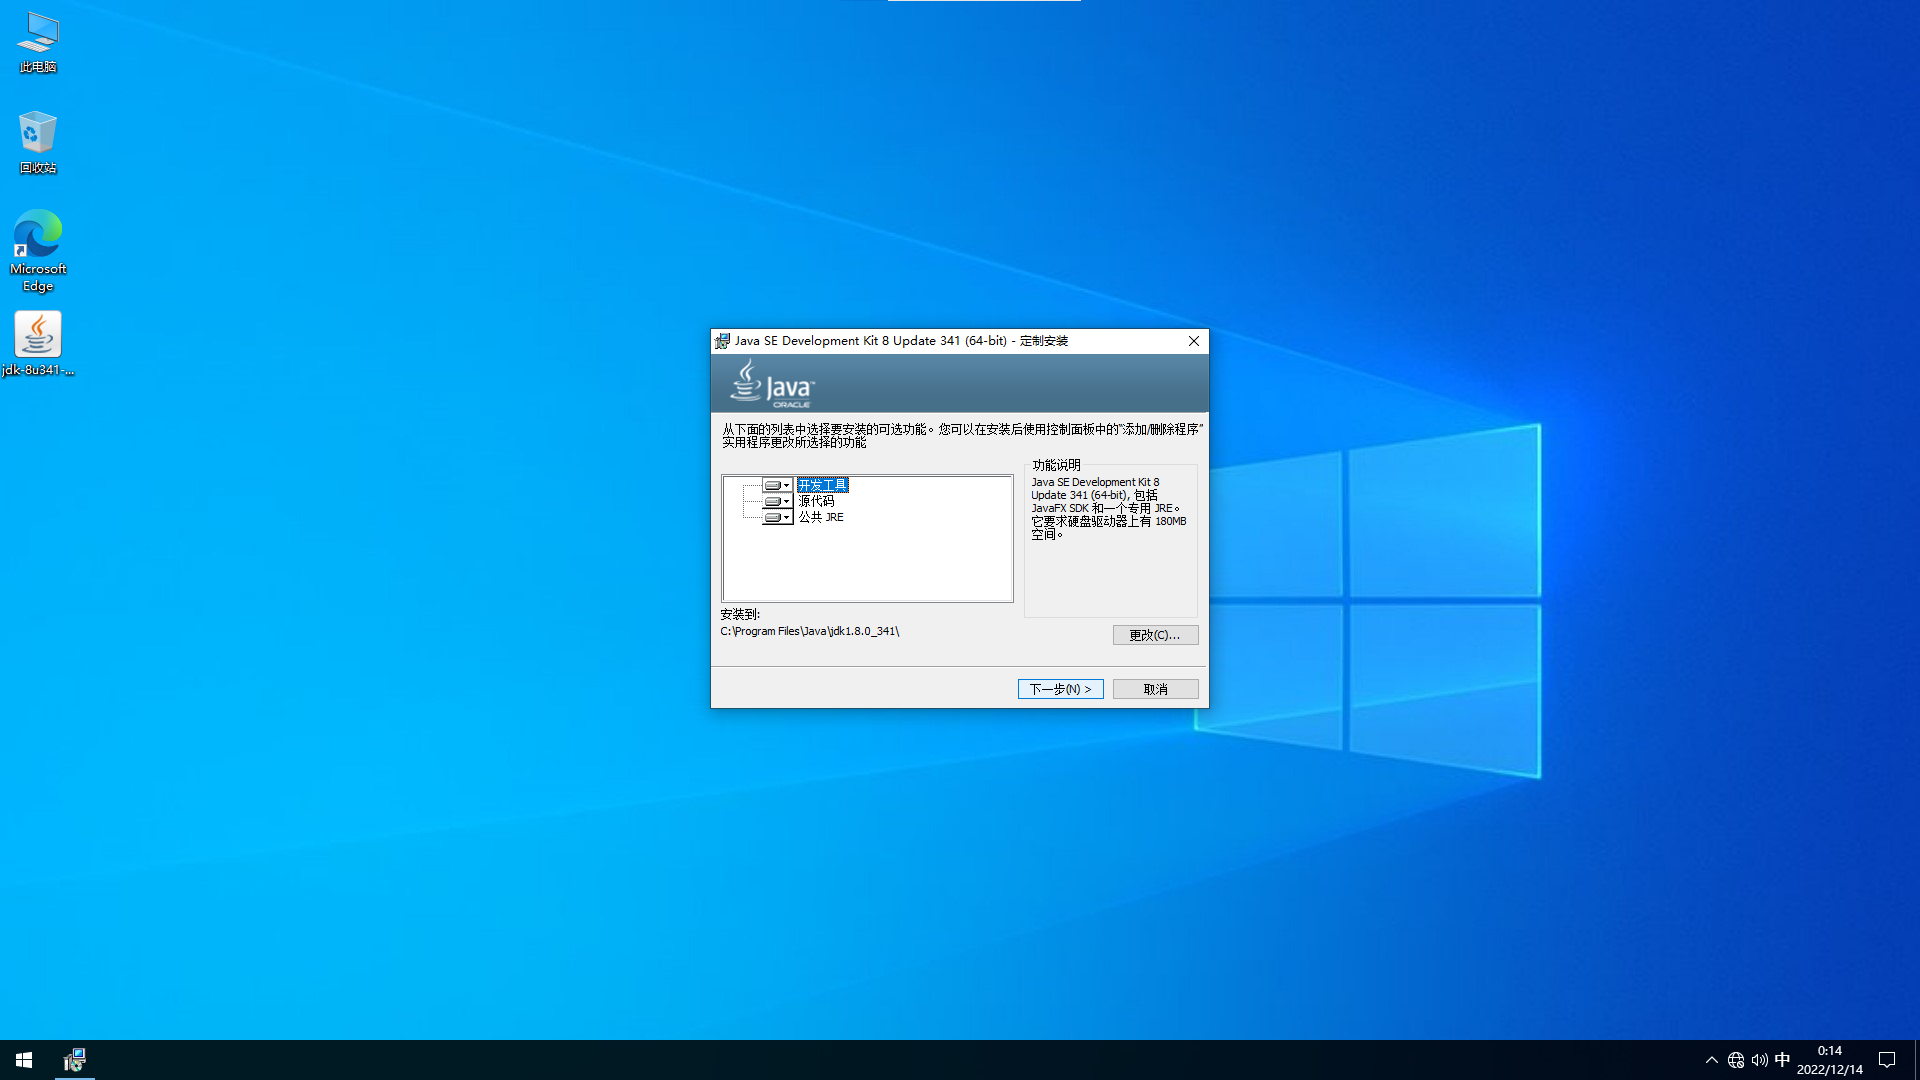 此电脑
回收站
Microsoft
Edge
jdk-8u341-...
Java SE Development Kit 8 Update 341 (64-bit) - 定制安装
Java™
ORACLE
从下面的列表中选择要安装的可选功能。您可以在安装后使用控制面板中的“添加/删除程序”
实用程序更改所选择的功能
开发工具
源代码
公共 JRE
功能说明
Java SE Development Kit 8
Update 341 (64-bit), 包括
JavaFX SDK 和一个专用 JRE。
它要求硬盘驱动器上有 180MB
空间。
安装到:
C:\Program Files\Java\jdk1.8.0_341\
更改(C)...
下一步(N) >
取消
中
0:14
2022/12/14